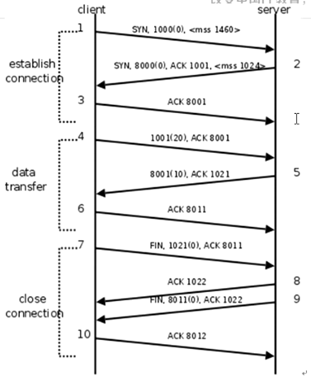 client
server
1
SYN, 1000(0), <mss 1460>
SYN, 8000(0), ACK 1001, <mss 1024>
2
establish
connection
3
ACK 8001
4
1001(20), ACK 8001
data
transfer
8001(10), ACK 1021
5
6
ACK 8011
7
FIN, 1021(0), ACK 8011
ACK 1022
8
close
connection
FIN, 8011(0), ACK 1022
9
10
ACK 8012